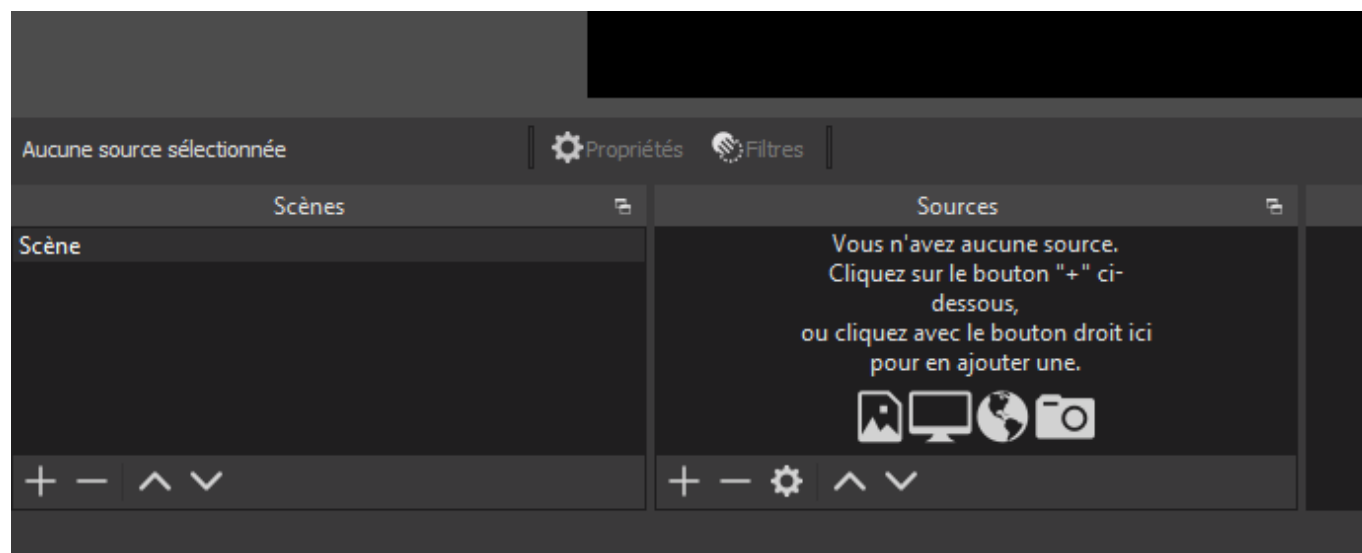 Aucune source sélectionnée
Propriétés
Filtres
Scènes
Sources
Scène
Vous n'avez aucune source.
Cliquez sur le bouton "+" ci-
dessous,
ou cliquez avec le bouton droit ici
pour en ajouter une.